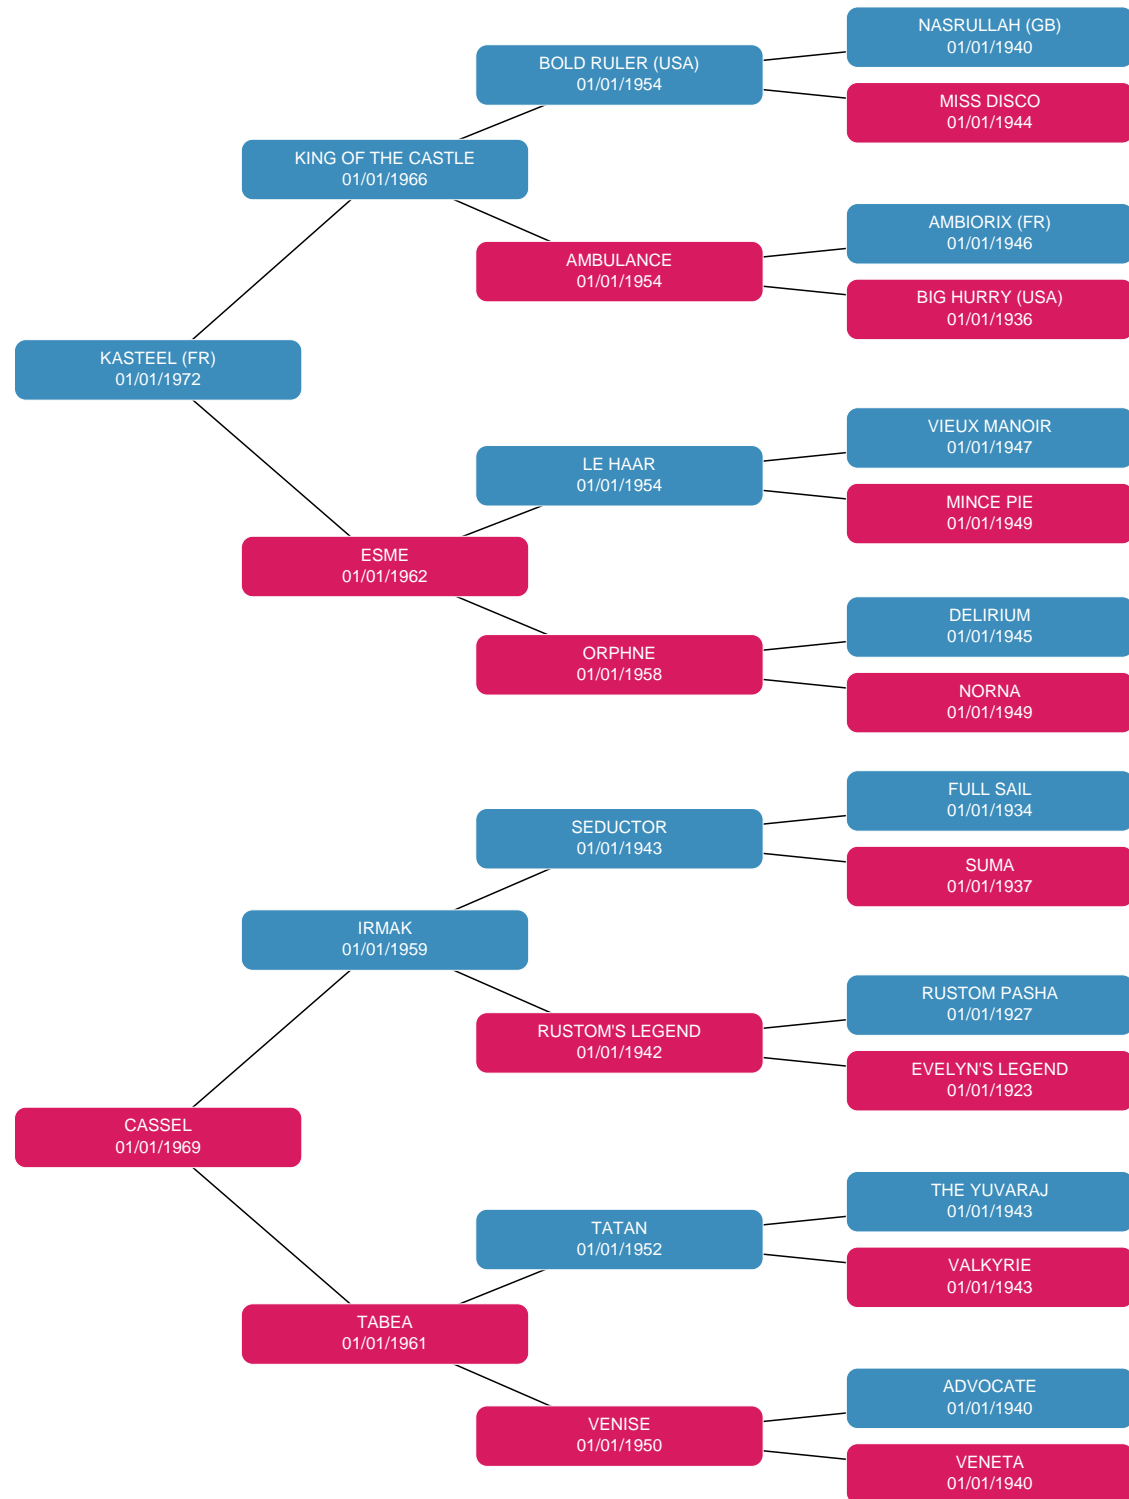 NASRULLAH (GB)
01/01/1940
BOLD RULER (USA)
01/01/1954
MISS DISCO
01/01/1944
KING OF THE CASTLE
01/01/1966
AMBIORIX (FR)
01/01/1946
AMBULANCE
01/01/1954
BIG HURRY (USA)
01/01/1936
KASTEEL (FR)
01/01/1972
VIEUX MANOIR
01/01/1947
LE HAAR
01/01/1954
MINCE PIE
01/01/1949
ESME
01/01/1962
DELIRIUM
01/01/1945
ORPHNE
01/01/1958
NORNA
01/01/1949
FULL SAIL
01/01/1934
SEDUCTOR
01/01/1943
SUMA
01/01/1937
IRMAK
01/01/1959
RUSTOM PASHA
01/01/1927
RUSTOM'S LEGEND
01/01/1942
EVELYN'S LEGEND
01/01/1923
CASSEL
01/01/1969
THE YUVARAJ
01/01/1943
TATAN
01/01/1952
VALKYRIE
01/01/1943
TABEA
01/01/1961
ADVOCATE
01/01/1940
VENISE
01/01/1950
VENETA
01/01/1940